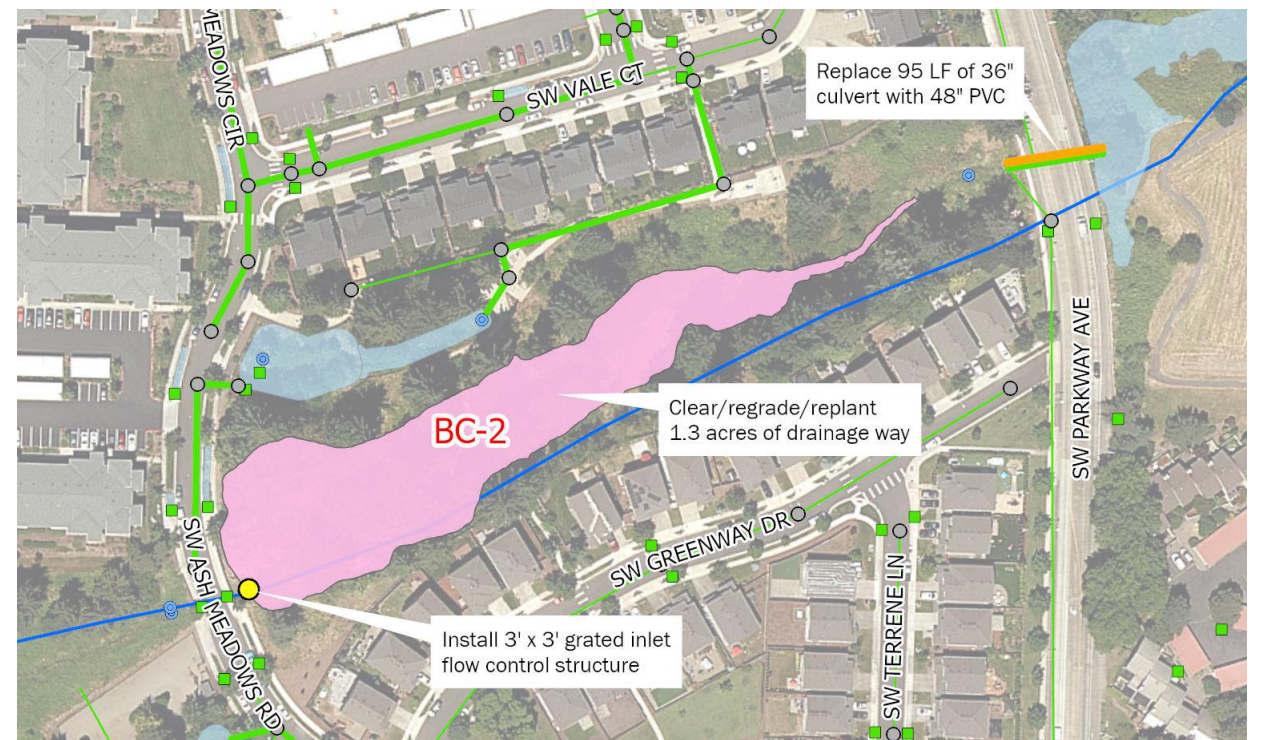 MEADOWS CIR
SW VALE CT
Replace 95 LF of 36"
culvert with 48" PVC
SW PARKWAY AVE
Clear/regrade/replant
1.3 acres of drainage way
BC-2
SW GREENWAY DR
SW TERRENE LN
SW ASH MEADOWS RD
Install 3' x 3' grated inlet
flow control structure